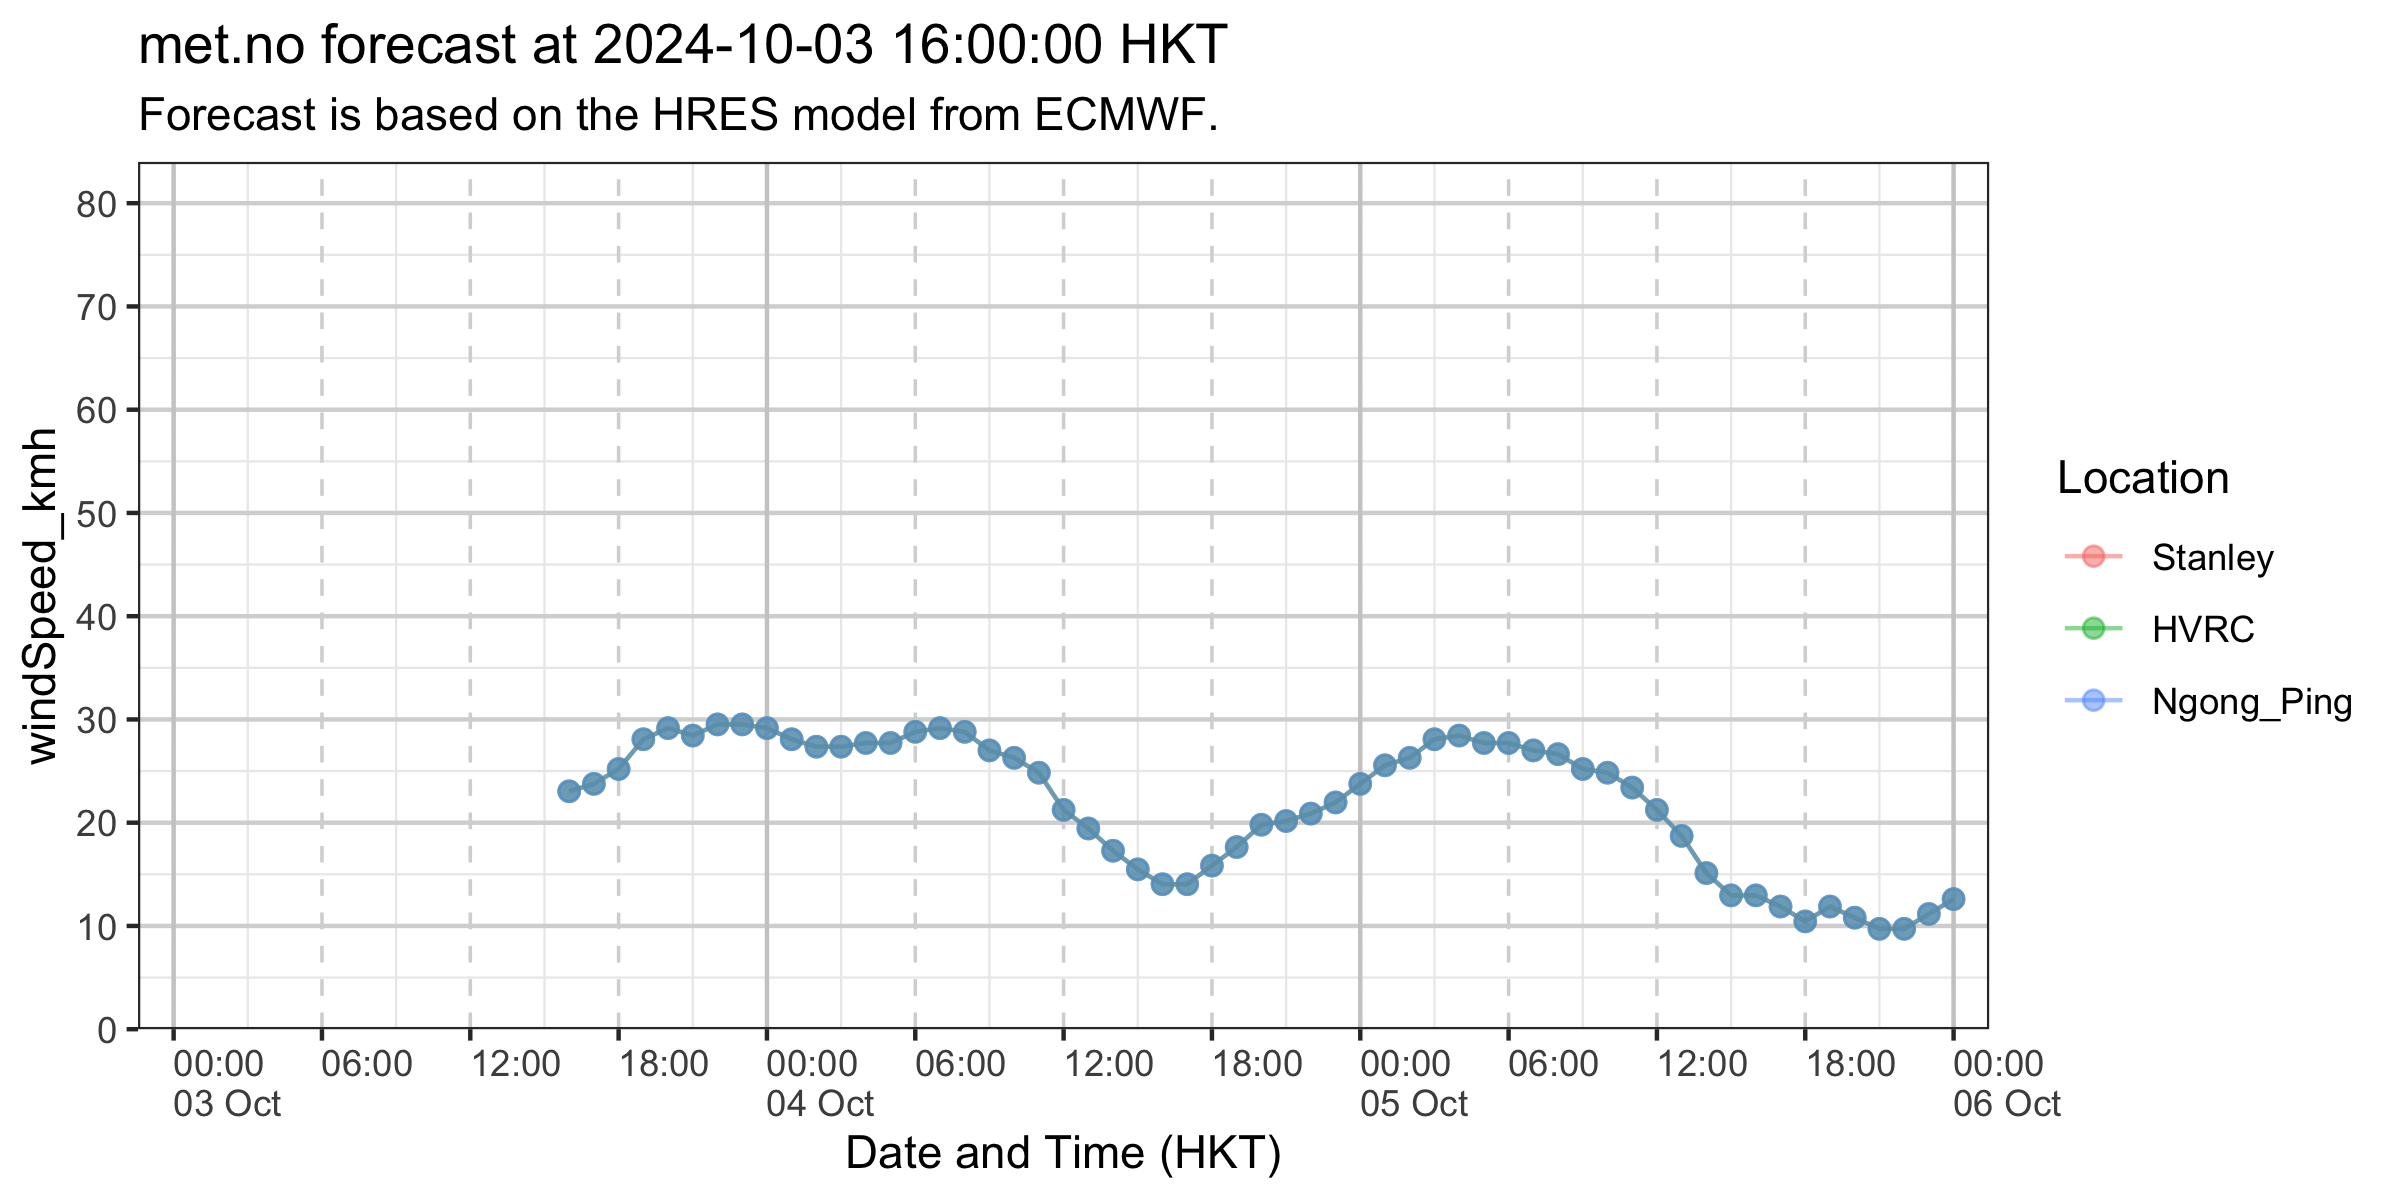 met.no forecast at 2024-10-03 16:00:00 HKT
Forecast is based on the HRES model from ECMWF.
windSpeed_kmh
80
70
60
50
40
30
20
10
0
00:00 06:00 12:00 18:00 00:00 06:00 12:00 18:00 00:00 06:00 12:00 18:00 00:00
03 Oct 04 Oct 05 Oct 06 Oct
Date and Time (HKT)
Location
Stanley
HVRC
Ngong_Ping